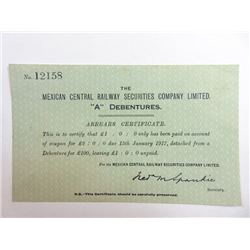 No. 12158
THE
MEXICAN CENTRAL RAILWAY SECURITIES COMPANY LIMITED.
"A" DEBENTURES.
ARREARS CERTIFICATE.
This is to certify that £1 : 0 : 0 only has been paid on account
of coupon for £2 : 0 : 0 due 15th January 1917, detached from a
Debenture for £100, leaving £1 : 0 : 0 unpaid.
For the MEXICAN CENTRAL RAILWAY SECURITIES COMPANY LIMITED.
Secretary.
N.B.—This Certificate should be carefully preserved.